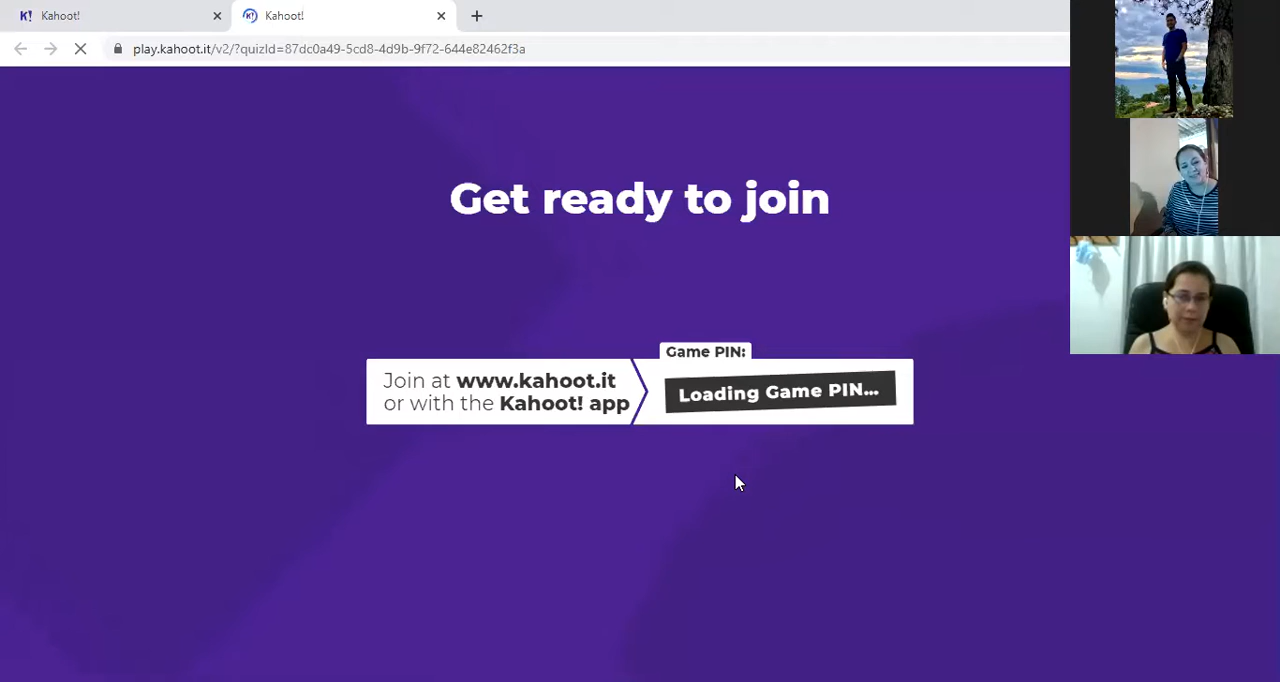 K! Kahoot!
K! Kahoot!
play.kahoot.it/v2/?quizId=87dc0a49-5cd8-4d9b-9f72-644e82462f3a
Get ready to join
Game PIN:
Join at www.kahoot.it
or with the Kahoot! app
Loading Game PIN...